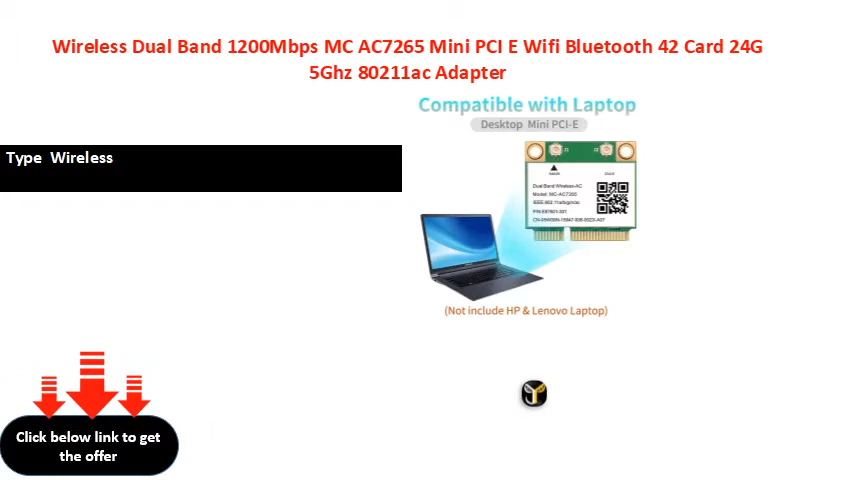 Wireless Dual Band 1200Mbps MC AC7265 Mini PCI E Wifi Bluetooth 42 Card 24G
5Ghz 80211ac Adapter
Compatible with Laptop
Desktop Mini PCI-E
Type Wireless
J1
J2
Dual Band Wireless-AC
Model: MC-AC7265
(Not include HP & Lenovo Laptop)
Click below link to get
the offer